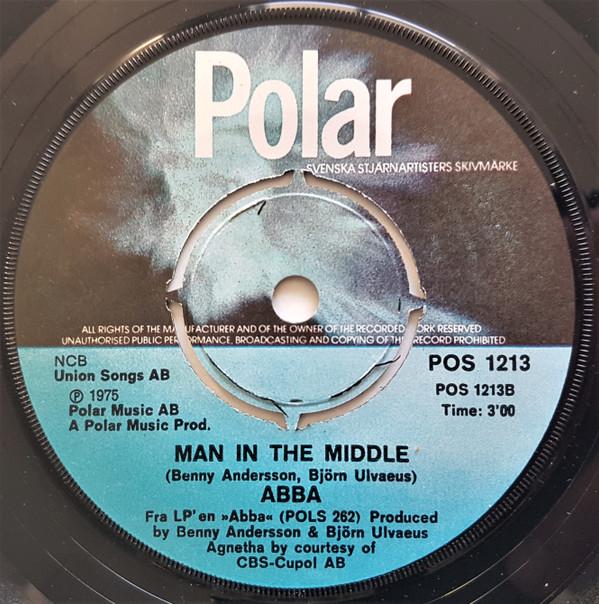 Polar
SVENSKA STJÄRNARTISTERS SKIVMÄRKE
ALL RIGHTS OF THE MANUFACTURER AND OF THE OWNER OF THE RECORDED WORK RESERVED
UNAUTHORISED PUBLIC PERFORMANCE, BROADCASTING AND COPYING OF THIS RECORD PROHIBITED
NCB
Union Songs AB
℗ 1975
Polar Music AB
A Polar Music Prod.
POS 1213
POS 1213B
Time: 3'00
MAN IN THE MIDDLE
(Benny Andersson, Björn Ulvaeus)
ABBA
Fra LP'en »Abba« (POLS 262) Produced
by Benny Andersson & Björn Ulvaeus
Agnetha by courtesy of
CBS-Cupol AB